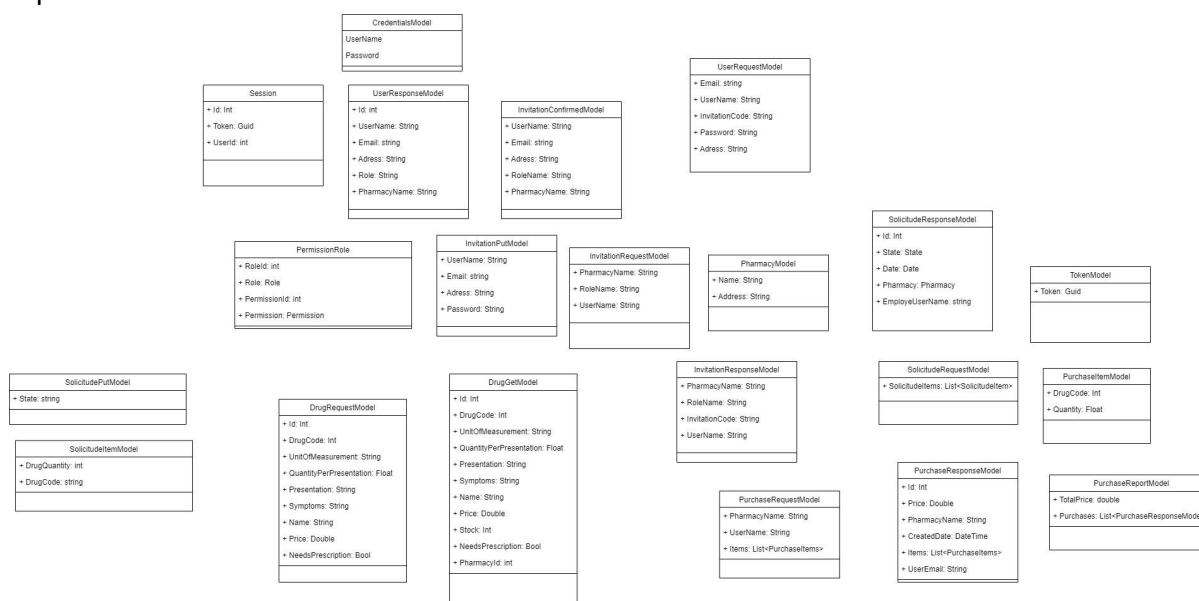 CredentialsModel
UserName
Password
Session
+ Id: Int
+ Token: Guid
+ UserId: int
UserResponseModel
+ Id: int
+ UserName: String
+ Email: string
+ Adress: String
+ Role: String
+ PharmacyName: String
InvitationConfirmedModel
+ UserName: String
+ Email: string
+ Adress: String
+ RoleName: String
+ PharmacyName: String
UserRequestModel
+ Email: string
+ UserName: String
+ InvitationCode: String
+ Password: String
+ Adress: String
PermissionRole
+ RoleId: int
+ Role: Role
+ PermissionId: int
+ Permission: Permission
InvitationPutModel
+ UserName: String
+ Email: string
+ Adress: String
+ Password: String
InvitationRequestModel
+ PharmacyName: String
+ RoleName: String
+ UserName: String
PharmacyModel
+ Name: String
+ Address: String
SolicitudeResponseModel
+ Id: Int
+ State: State
+ Date: Date
+ Pharmacy: Pharmacy
+ EmployeUserName: string
TokenModel
+ Token: Guid
SolicitudePutModel
+ State: string
SolicitudeItemModel
+ DrugQuantity: int
+ DrugCode: string
DrugRequestModel
+ Id: Int
+ DrugCode: Int
+ UnitOfMeasurement: String
+ QuantityPerPresentation: Float
+ Presentation: String
+ Symptoms: String
+ Name: String
+ Price: Double
+ NeedsPrescription: Bool
DrugGetModel
+ Id: Int
+ DrugCode: Int
+ UnitOfMeasurement: String
+ QuantityPerPresentation: Float
+ Presentation: String
+ Symptoms: String
+ Name: String
+ Price: Double
+ Stock: Int
+ NeedsPrescription: Bool
+ PharmacyId: int
InvitationResponseModel
+ PharmacyName: String
+ RoleName: String
+ InvitationCode: String
+ UserName: String
SolicitudeRequestModel
+ SolicitudeItems: List<SolicitudeItem>
PurchaseItemModel
+ DrugCode: Int
+ Quantity: Float
PurchaseRequestModel
+ PharmacyName: String
+ UserName: String
+ Items: List<PurchaseItems>
PurchaseResponseModel
+ Id: Int
+ Price: Double
+ PharmacyName: String
+ CreatedDate: DateTime
+ Items: List<PurchaseItems>
+ UserEmail: String
PurchaseReportModel
+ TotalPrice: double
+ Purchases: List<PurchaseResponseMode